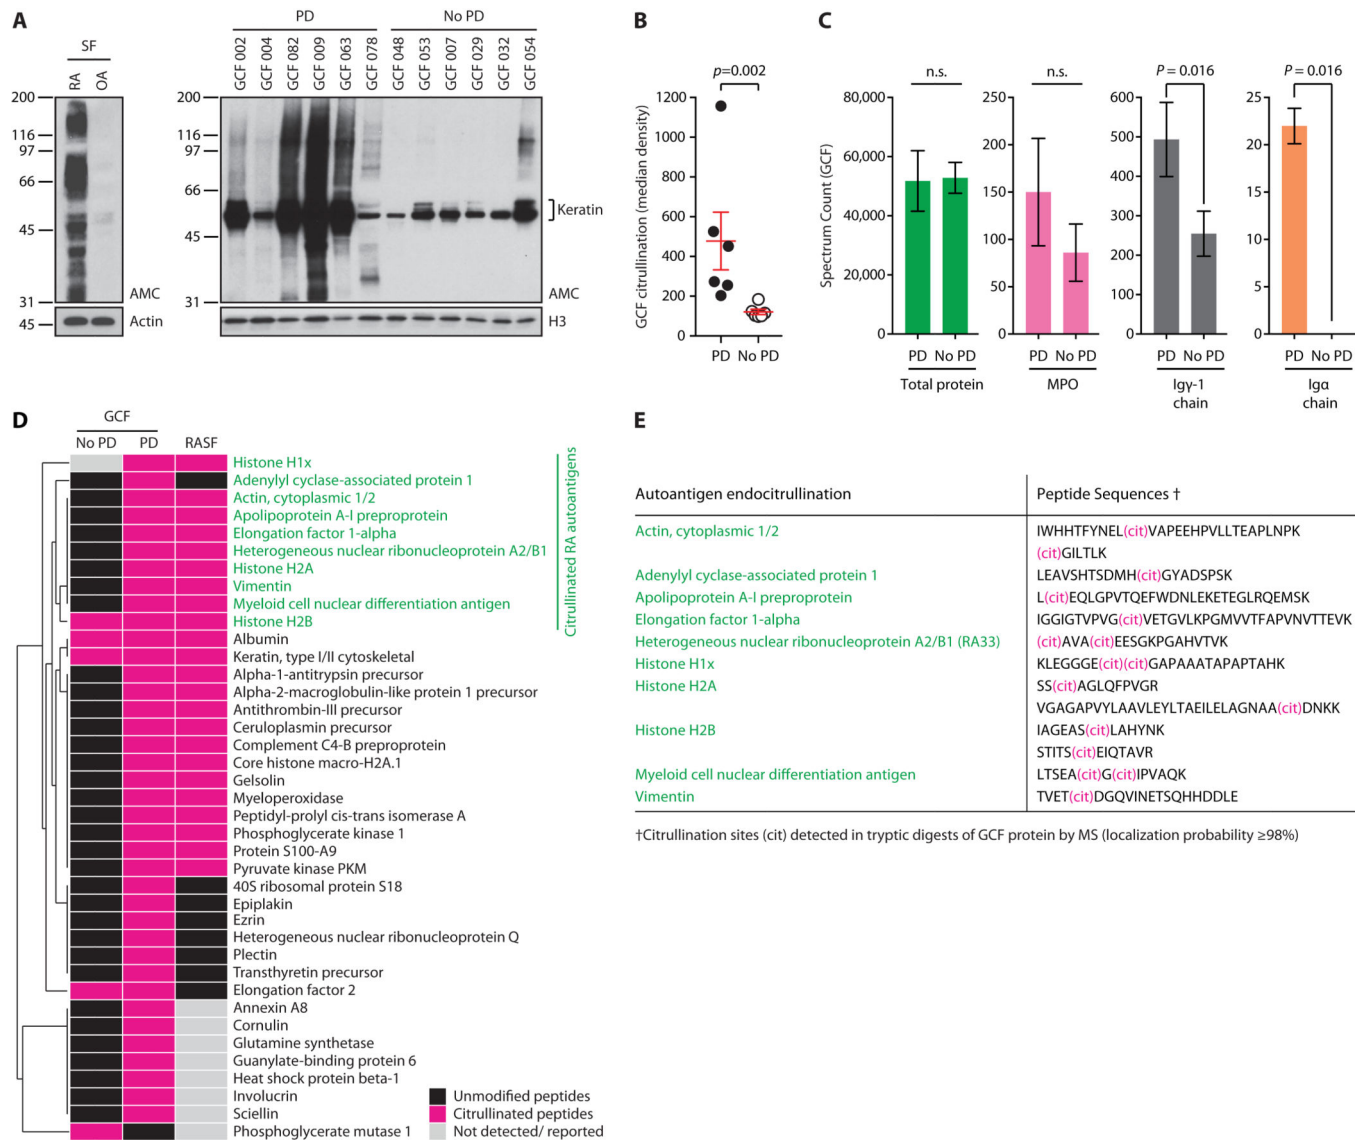 A
SF
RA
OA
200
116
97
66
45
31
AMC
45
Actin
PD
No PD
GCF 002
GCF 004
GCF 082
GCF 009
GCF 063
GCF 078
GCF 048
GCF 053
GCF 007
GCF 029
GCF 032
GCF 054
200
116
97
66
45
31
Keratin
AMC
H3
B
p=0.002
GCF citrullination (median density)
1200
1000
800
600
400
200
0
PD
No PD
C
Spectrum Count (GCF)
n.s.
80,000
60,000
40,000
20,000
0
PD No PD
Total protein
n.s.
250
200
150
100
50
0
PD No PD
MPO
P = 0.016
600
500
400
300
200
100
0
PD No PD
Igγ-1
chain
P = 0.016
25
20
15
10
5
0
PD No PD
Igα
chain
D
GCF
No PD PD RASF
Histone H1x
Adenylyl cyclase-associated protein 1
Actin, cytoplasmic 1/2
Apolipoprotein A-I preproprotein
Elongation factor 1-alpha
Heterogeneous nuclear ribonucleoprotein A2/B1
Histone H2A
Vimentin
Myeloid cell nuclear differentiation antigen
Histone H2B
Citrullinated RA autoantigens
Albumin
Keratin, type I/II cytoskeletal
Alpha-1-antitrypsin precursor
Alpha-2-macroglobulin-like protein 1 precursor
Antithrombin-III precursor
Ceruloplasmin precursor
Complement C4-B preproprotein
Core histone macro-H2A.1
Gelsolin
Myeloperoxidase
Peptidyl-prolyl cis-trans isomerase A
Phosphoglycerate kinase 1
Protein S100-A9
Pyruvate kinase PKM
40S ribosomal protein S18
Epiplakin
Ezrin
Heterogeneous nuclear ribonucleoprotein Q
Plectin
Transthyretin precursor
Elongation factor 2
Annexin A8
Cornulin
Glutamine synthetase
Guanylate-binding protein 6
Heat shock protein beta-1
Involucrin
Sciellin
Phosphoglycerate mutase 1
Unmodified peptides
Citrullinated peptides
Not detected/ reported
E
Autoantigen endocitrullination Peptide Sequences †
Actin, cytoplasmic 1/2 IWHHTFYNEL(cit)VAPEEHPVLLTEAPLNPK
(cit)GILTLK
Adenylyl cyclase-associated protein 1 LEAVSHTSDMH(cit)GYADSPSK
Apolipoprotein A-I preproprotein L(cit)EQLGPVTQEFWDNLEKETEGLRQEMSK
Elongation factor 1-alpha IGGIGTVPVG(cit)VETGVLKPGMVVTFAPVNVTTEVK
Heterogeneous nuclear ribonucleoprotein A2/B1 (RA33) (cit)AVA(cit)EESGKPGAHVTVK
Histone H1x KLEGGGE(cit)(cit)GAPAAATAPAPTAHK
Histone H2A SS(cit)AGLQFPVGR
VGAGAPVYLAAVLEYLTAEILELAGNAA(cit)DNKK
Histone H2B IAGEAS(cit)LAHYNK
STITS(cit)EIQTAVR
Myeloid cell nuclear differentiation antigen LTSEA(cit)G(cit)IPVAQK
Vimentin TVET(cit)DGQVINETSQHHDDLE
†Citrullination sites (cit) detected in tryptic digests of GCF protein by MS (localization probability ≥98%)